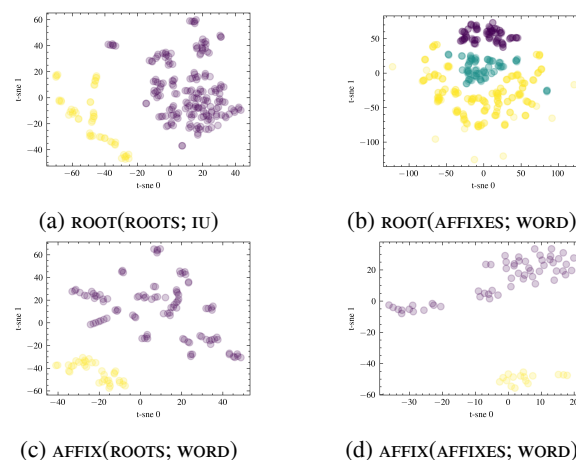 60
40
20
0
−20
−40
t-sne 1
−60 −40 −20 0 20 40
t-sne 0
50
0
−50
−100
t-sne 1
−100 −50 0 50 100
t-sne 0
(a) ROOT(ROOTS; IU)
(b) ROOT(AFFIXES; WORD)
60
40
20
0
−20
−40
−60
t-sne 1
−40 −20 0 20 40
t-sne 0
20
0
−20
−40
−60
t-sne 1
−30 −20 −10 0 10 20
t-sne 0
(c) AFFIX(ROOTS; WORD)
(d) AFFIX(AFFIXES; WORD)